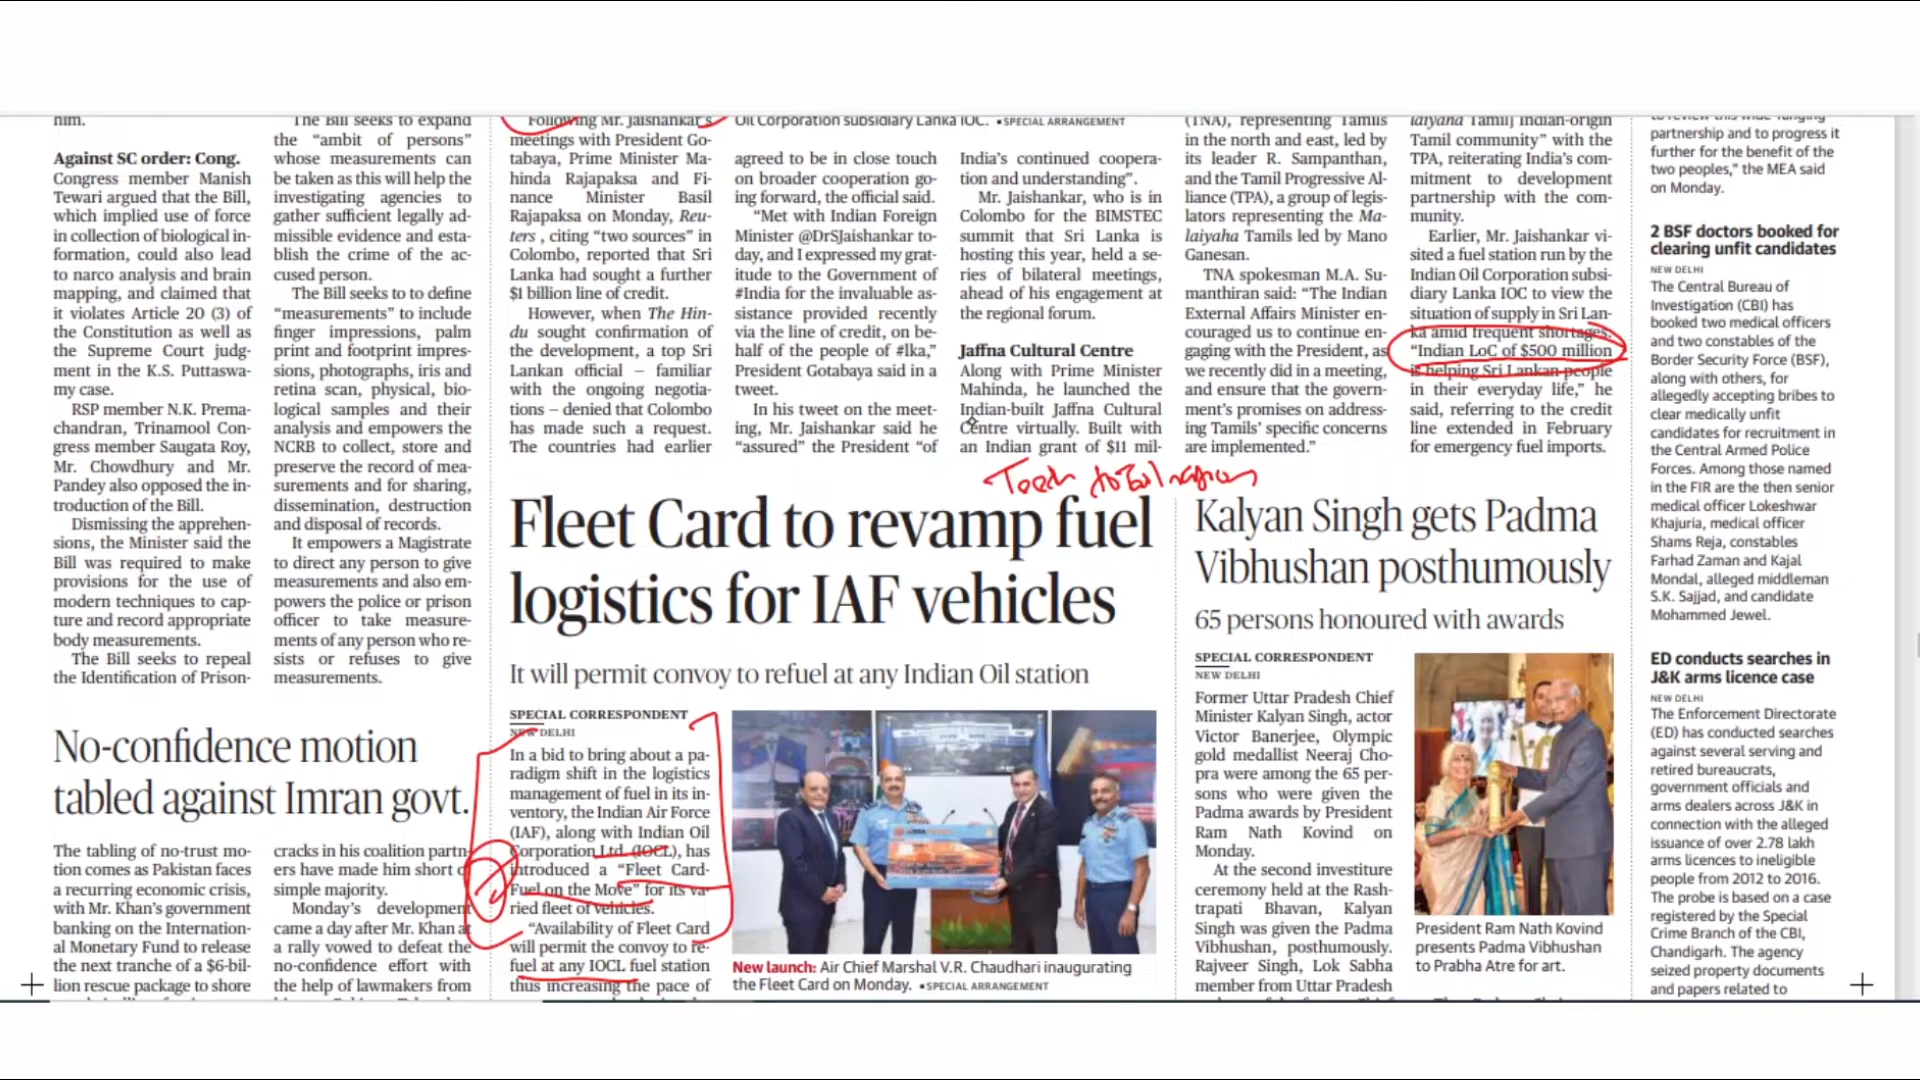 him.
Against SC order: Cong.
Congress member Manish
Tewari argued that the Bill,
which implied use of force
in collection of biological in-
formation, could also lead
to narco analysis and brain
mapping, and claimed that
it violates Article 20 (3) of
the Constitution as well as
the Supreme Court judg-
ment in the K.S. Puttaswa-
my case.
RSP member N.K. Prema-
chandran, Trinamool Con-
gress member Saugata Roy,
Mr. Chowdhury and Mr.
Pandey also opposed the in-
troduction of the Bill.
Dismissing the apprehen-
sions, the Minister said the
Bill was required to make
provisions for the use of
modern techniques to cap-
ture and record appropriate
body measurements.
The Bill seeks to repeal
the Identification of Prison-
The Bill seeks to expand
the “ambit of persons”
whose measurements can
be taken as this will help the
investigating agencies to
gather sufficient legally ad-
missible evidence and esta-
blish the crime of the ac-
cused person.
The Bill seeks to to define
“measurements” to include
finger impressions, palm
print and footprint impres-
sions, photographs, iris and
retina scan, physical, bio-
logical samples and their
analysis and empowers the
NCRB to collect, store and
preserve the record of mea-
surements and for sharing,
dissemination, destruction
and disposal of records.
It empowers a Magistrate
to direct any person to give
measurements and also em-
powers the police or prison
officer to take measure-
ments of any person who re-
sists or refuses to give
measurements.
No-confidence motion
tabled against Imran govt.
The tabling of no-trust mo-
tion comes as Pakistan faces
a recurring economic crisis,
with Mr. Khan’s government
banking on the Internation-
al Monetary Fund to release
the next tranche of a $6-bil-
lion rescue package to shore
cracks in his coalition partn-
ers have made him short of
simple majority.
Monday’s development
came a day after Mr. Khan at
a rally vowed to defeat the
no-confidence effort with
the help of lawmakers from
Following Mr. Jaishankar’s
meetings with President Go-
tabaya, Prime Minister Ma-
hinda Rajapaksa and Fi-
nance Minister Basil
Rajapaksa on Monday, Reu-
ters , citing “two sources” in
Colombo, reported that Sri
Lanka had sought a further
$1 billion line of credit.
However, when The Hin-
du sought confirmation of
the development, a top Sri
Lankan official – familiar
with the ongoing negotia-
tions – denied that Colombo
has made such a request.
The countries had earlier
Oil Corporation subsidiary Lanka IOC. ▪SPECIAL ARRANGEMENT
agreed to be in close touch
on broader cooperation go-
ing forward, the official said.
“Met with Indian Foreign
Minister @DrSJaishankar to-
day, and I expressed my grat-
itude to the Government of
#India for the invaluable as-
sistance provided recently
via the line of credit, on be-
half of the people of #lka,”
President Gotabaya said in a
tweet.
In his tweet on the meet-
ing, Mr. Jaishankar said he
“assured” the President “of
India’s continued coopera-
tion and understanding”.
Mr. Jaishankar, who is in
Colombo for the BIMSTEC
summit that Sri Lanka is
hosting this year, held a se-
ries of bilateral meetings,
ahead of his engagement at
the regional forum.
Jaffna Cultural Centre
Along with Prime Minister
Mahinda, he launched the
Indian-built Jaffna Cultural
Centre virtually. Built with
an Indian grant of $11 mil-
(TNA), representing Tamils
in the north and east, led by
its leader R. Sampanthan,
and the Tamil Progressive Al-
liance (TPA), a group of legis-
lators representing the Ma-
laiyaha Tamils led by Mano
Ganesan.
TNA spokesman M.A. Su-
manthiran said: “The Indian
External Affairs Minister en-
couraged us to continue en-
gaging with the President, as
we recently did in a meeting,
and ensure that the govern-
ment’s promises on address-
ing Tamils’ specific concerns
are implemented.”
laiyaha Tamil] Indian-origin
Tamil community” with the
TPA, reiterating India’s com-
mitment to development
partnership with the com-
munity.
Earlier, Mr. Jaishankar vi-
sited a fuel station run by the
Indian Oil Corporation subsi-
diary Lanka IOC to view the
situation of supply in Sri Lan-
ka amid frequent shortages.
“Indian LoC of $500 million
is helping Sri Lankan people
in their everyday life,” he
said, referring to the credit
line extended in February
for emergency fuel imports.
Fleet Card to revamp fuel
logistics for IAF vehicles
It will permit convoy to refuel at any Indian Oil station
SPECIAL CORRESPONDENT
NEW DELHI
In a bid to bring about a pa-
radigm shift in the logistics
management of fuel in its in-
ventory, the Indian Air Force
(IAF), along with Indian Oil
Corporation Ltd. (IOCL), has
introduced a “Fleet Card-
Fuel on the Move” for its va-
ried fleet of vehicles.
“Availability of Fleet Card
will permit the convoy to re-
fuel at any IOCL fuel station
thus increasing the pace of
New launch: Air Chief Marshal V.R. Chaudhari inaugurating
the Fleet Card on Monday. ▪SPECIAL ARRANGEMENT
Kalyan Singh gets Padma
Vibhushan posthumously
65 persons honoured with awards
SPECIAL CORRESPONDENT
NEW DELHI
Former Uttar Pradesh Chief
Minister Kalyan Singh, actor
Victor Banerjee, Olympic
gold medallist Neeraj Cho-
pra were among the 65 per-
sons who were given the
Padma awards by President
Ram Nath Kovind on
Monday.
At the second investiture
ceremony held at the Rash-
trapati Bhavan, Kalyan
Singh was given the Padma
Vibhushan, posthumously.
Rajveer Singh, Lok Sabha
member from Uttar Pradesh
President Ram Nath Kovind
presents Padma Vibhushan
to Prabha Atre for art.
partnership and to progress it
further for the benefit of the
two peoples,” the MEA said
on Monday.
2 BSF doctors booked for
clearing unfit candidates
NEW DELHI
The Central Bureau of
Investigation (CBI) has
booked two medical officers
and two constables of the
Border Security Force (BSF),
along with others, for
allegedly accepting bribes to
clear medically unfit
candidates for recruitment in
the Central Armed Police
Forces. Among those named
in the FIR are the then senior
medical officer Lokeshwar
Khajuria, medical officer
Shams Reja, constables
Farhad Zaman and Kajal
Mondal, alleged middleman
S.K. Sajjad, and candidate
Mohammed Jewel.
ED conducts searches in
J&K arms licence case
NEW DELHI
The Enforcement Directorate
(ED) has conducted searches
against several serving and
retired bureaucrats,
government officials and
arms dealers across J&K in
connection with the alleged
issuance of over 2.78 lakh
arms licences to ineligible
people from 2012 to 2016.
The probe is based on a case
registered by the Special
Crime Branch of the CBI,
Chandigarh. The agency
seized property documents
and papers related to